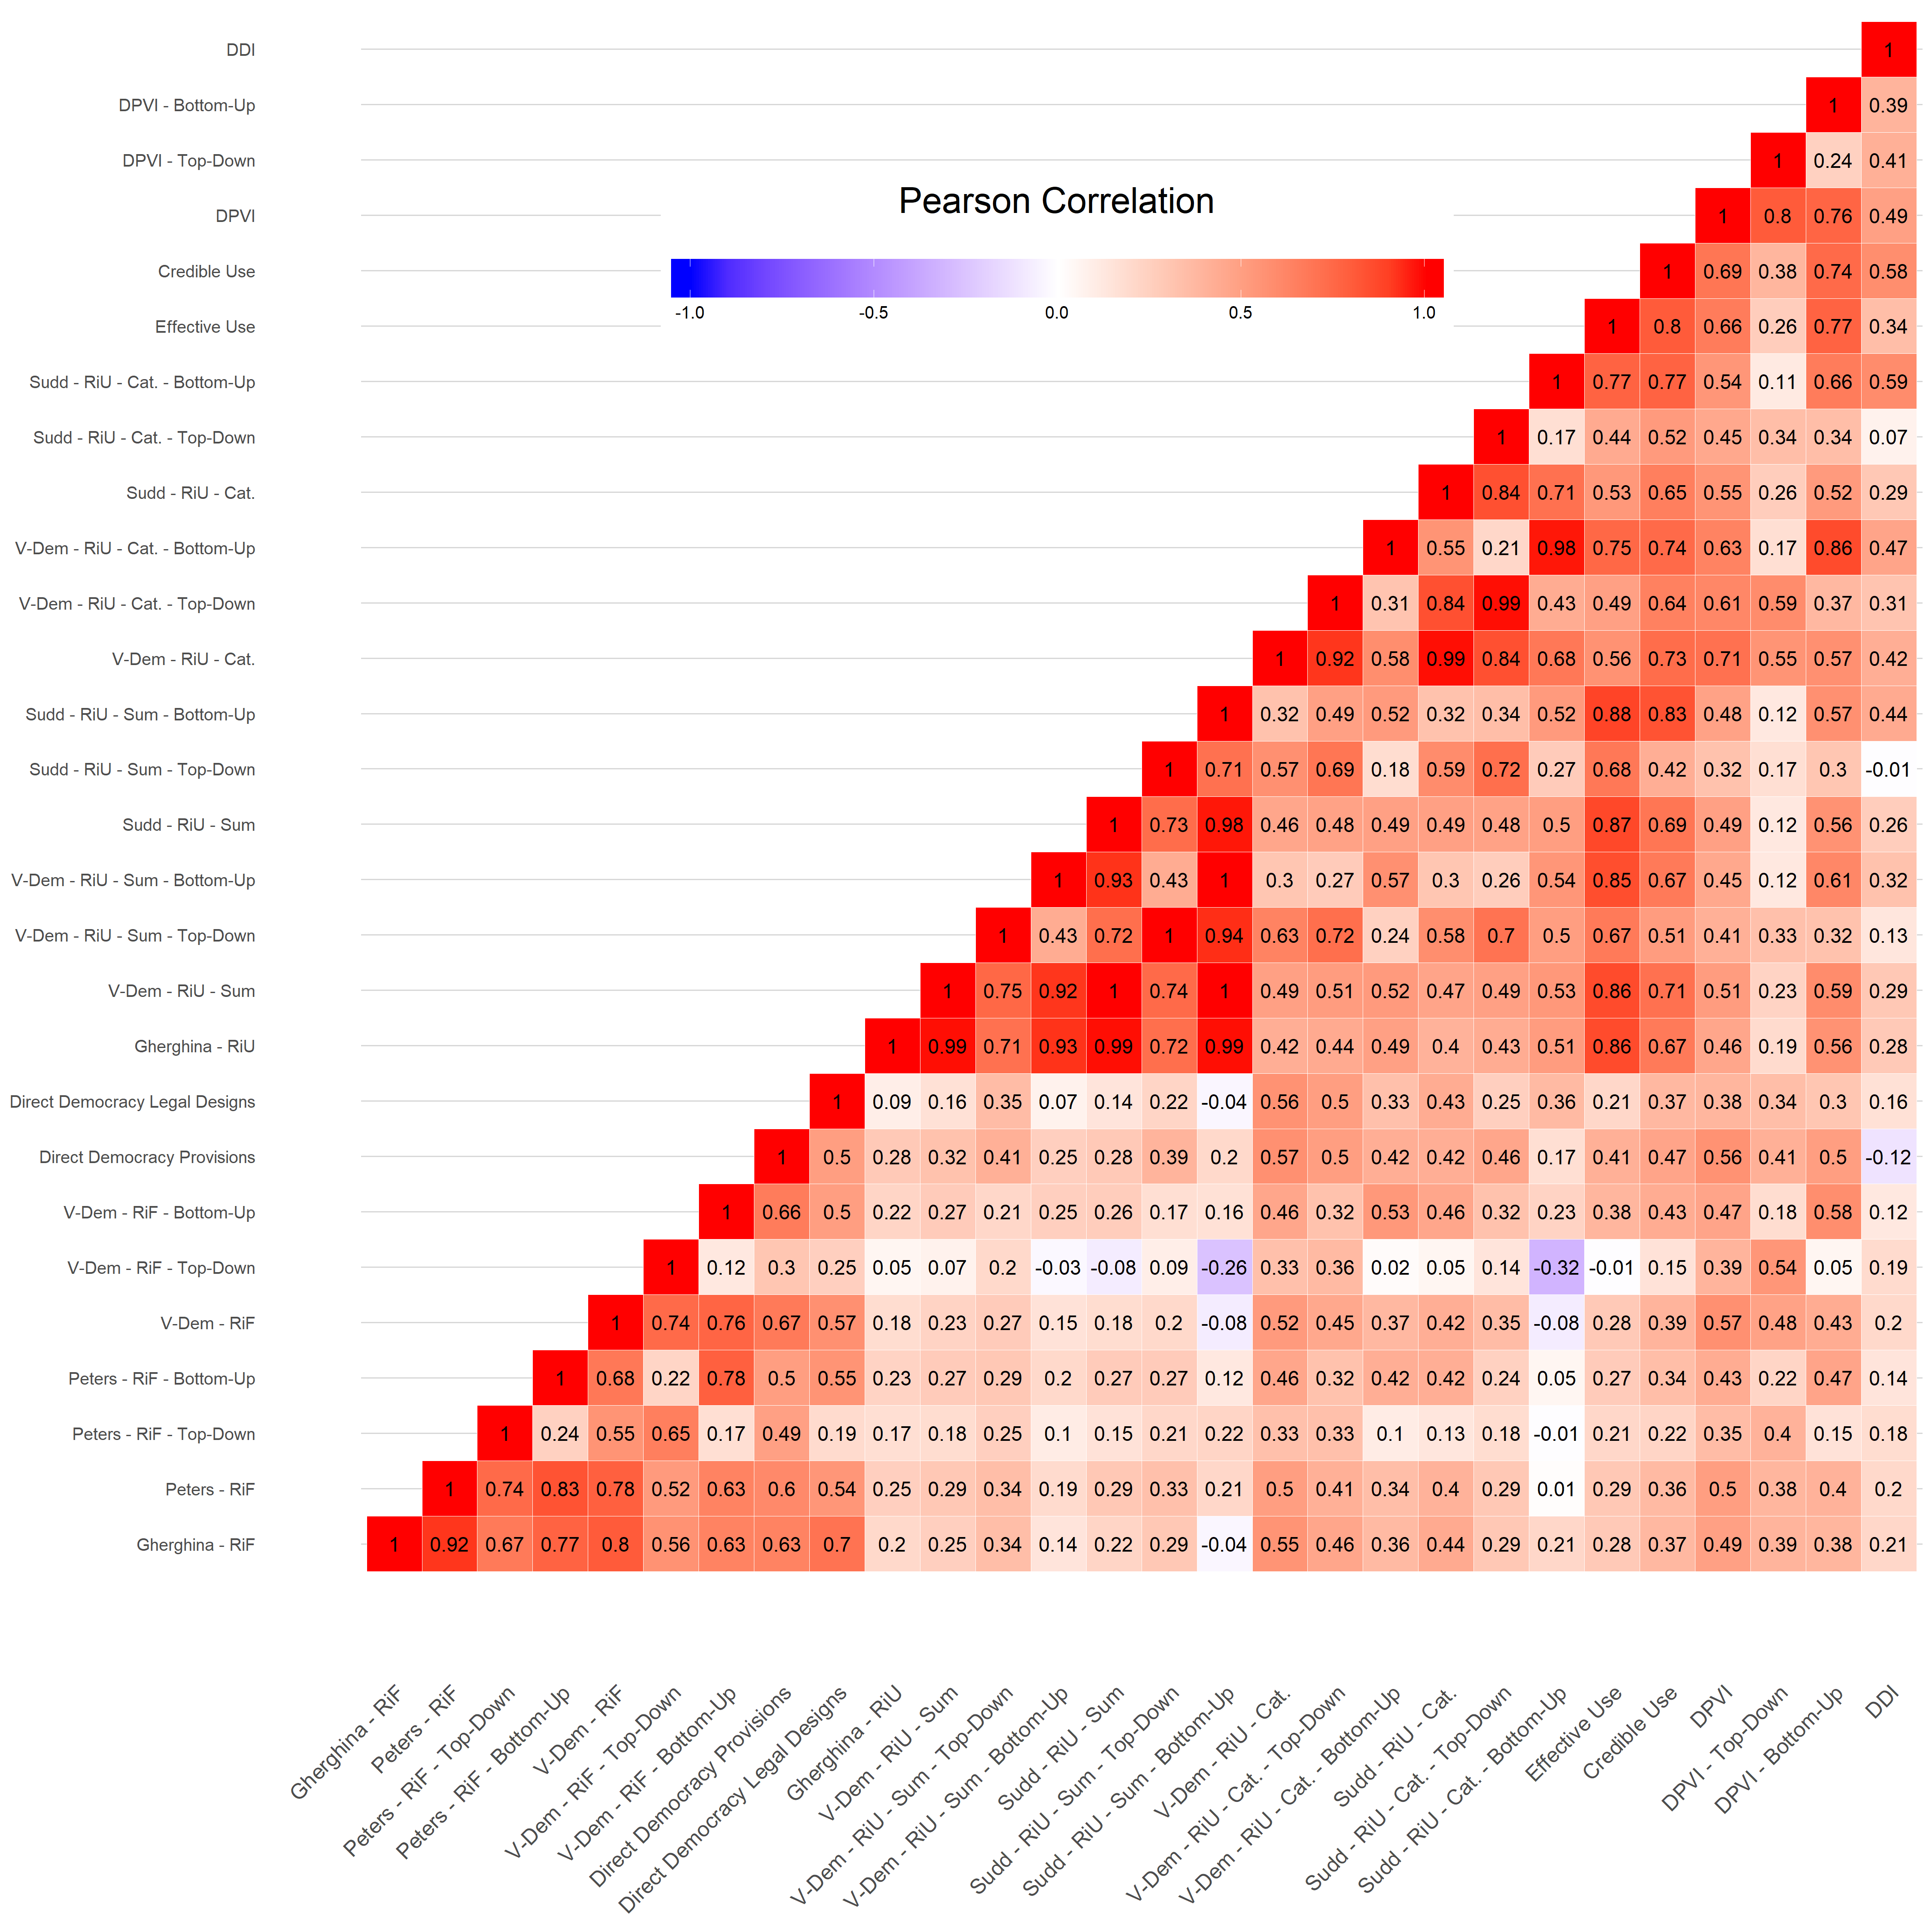 DDI 1
DPVI - Bottom-Up 1 0.39
DPVI - Top-Down 1 0.24 0.41
Pearson Correlation
-1.0 -0.5 0.0 0.5 1.0
DPVI 1 0.8 0.76 0.49
Credible Use 1 0.69 0.38 0.74 0.58
Effective Use 1 0.8 0.66 0.26 0.77 0.34
Sudd - RiU - Cat. - Bottom-Up 1 0.77 0.77 0.54 0.11 0.66 0.59
Sudd - RiU - Cat. - Top-Down 1 0.17 0.44 0.52 0.45 0.34 0.34 0.07
Sudd - RiU - Cat. 1 0.84 0.71 0.53 0.65 0.55 0.26 0.52 0.29
V-Dem - RiU - Cat. - Bottom-Up 1 0.55 0.21 0.98 0.75 0.74 0.63 0.17 0.86 0.47
V-Dem - RiU - Cat. - Top-Down 1 0.31 0.84 0.99 0.43 0.49 0.64 0.61 0.59 0.37 0.31
V-Dem - RiU - Cat. 1 0.92 0.58 0.99 0.84 0.68 0.56 0.73 0.71 0.55 0.57 0.42
Sudd - RiU - Sum - Bottom-Up 1 0.32 0.49 0.52 0.32 0.34 0.52 0.88 0.83 0.48 0.12 0.57 0.44
Sudd - RiU - Sum - Top-Down 1 0.71 0.57 0.69 0.18 0.59 0.72 0.27 0.68 0.42 0.32 0.17 0.3 -0.01
Sudd - RiU - Sum 1 0.73 0.98 0.46 0.48 0.49 0.49 0.48 0.5 0.87 0.69 0.49 0.12 0.56 0.26
V-Dem - RiU - Sum - Bottom-Up 1 0.93 0.43 1 0.3 0.27 0.57 0.3 0.26 0.54 0.85 0.67 0.45 0.12 0.61 0.32
V-Dem - RiU - Sum - Top-Down 1 0.43 0.72 1 0.94 0.63 0.72 0.24 0.58 0.7 0.5 0.67 0.51 0.41 0.33 0.32 0.13
V-Dem - RiU - Sum 1 0.75 0.92 1 0.74 1 0.49 0.51 0.52 0.47 0.49 0.53 0.86 0.71 0.51 0.23 0.59 0.29
Gherghina - RiU 1 0.99 0.71 0.93 0.99 0.72 0.99 0.42 0.44 0.49 0.4 0.43 0.51 0.86 0.67 0.46 0.19 0.56 0.28
Direct Democracy Legal Designs 1 0.09 0.16 0.35 0.07 0.14 0.22 -0.04 0.56 0.5 0.33 0.43 0.25 0.36 0.21 0.37 0.38 0.34 0.3 0.16
Direct Democracy Provisions 1 0.5 0.28 0.32 0.41 0.25 0.28 0.39 0.2 0.57 0.5 0.42 0.42 0.46 0.17 0.41 0.47 0.56 0.41 0.5 -0.12
V-Dem - RiF - Bottom-Up 1 0.66 0.5 0.22 0.27 0.21 0.25 0.26 0.17 0.16 0.46 0.32 0.53 0.46 0.32 0.23 0.38 0.43 0.47 0.18 0.58 0.12
V-Dem - RiF - Top-Down 1 0.12 0.3 0.25 0.05 0.07 0.2 -0.03 -0.08 0.09 -0.26 0.33 0.36 0.02 0.05 0.14 -0.32 -0.01 0.15 0.39 0.54 0.05 0.19
V-Dem - RiF 1 0.74 0.76 0.67 0.57 0.18 0.23 0.27 0.15 0.18 0.2 -0.08 0.52 0.45 0.37 0.42 0.35 -0.08 0.28 0.39 0.57 0.48 0.43 0.2
Peters - RiF - Bottom-Up 1 0.68 0.22 0.78 0.5 0.55 0.23 0.27 0.29 0.2 0.27 0.27 0.12 0.46 0.32 0.42 0.42 0.24 0.05 0.27 0.34 0.43 0.22 0.47 0.14
Peters - RiF - Top-Down 1 0.24 0.55 0.65 0.17 0.49 0.19 0.17 0.18 0.25 0.1 0.15 0.21 0.22 0.33 0.33 0.1 0.13 0.18 -0.01 0.21 0.22 0.35 0.4 0.15 0.18
Peters - RiF 1 0.74 0.83 0.78 0.52 0.63 0.6 0.54 0.25 0.29 0.34 0.19 0.29 0.33 0.21 0.5 0.41 0.34 0.4 0.29 0.01 0.29 0.36 0.5 0.38 0.4 0.2
Gherghina - RiF 1 0.92 0.67 0.77 0.8 0.56 0.63 0.63 0.7 0.2 0.25 0.34 0.14 0.22 0.29 -0.04 0.55 0.46 0.36 0.44 0.29 0.21 0.28 0.37 0.49 0.39 0.38 0.21
Gherghina - RiF
Peters - RiF
Peters - RiF - Top-Down
Peters - RiF - Bottom-Up
V-Dem - RiF
V-Dem - RiF - Top-Down
V-Dem - RiF - Bottom-Up
Direct Democracy Provisions
Direct Democracy Legal Designs
Gherghina - RiU
V-Dem - RiU - Sum
V-Dem - RiU - Sum - Top-Down
V-Dem - RiU - Sum - Bottom-Up
Sudd - RiU - Sum
Sudd - RiU - Sum - Top-Down
Sudd - RiU - Sum - Bottom-Up
V-Dem - RiU - Cat.
V-Dem - RiU - Cat. - Top-Down
V-Dem - RiU - Cat. - Bottom-Up
Sudd - RiU - Cat.
Sudd - RiU - Cat. - Top-Down
Sudd - RiU - Cat. - Bottom-Up
Effective Use
Credible Use
DPVI
DPVI - Top-Down
DPVI - Bottom-Up
DDI